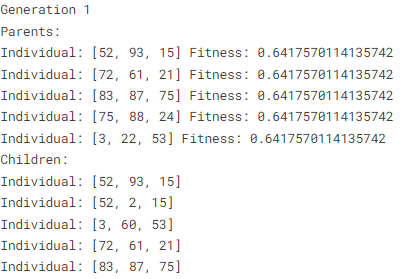 Generation 1
Parents:
Individual: [52, 93, 15] Fitness: 0.6417570114135742
Individual: [72, 61, 21] Fitness: 0.6417570114135742
Individual: [83, 87, 75] Fitness: 0.6417570114135742
Individual: [75, 88, 24] Fitness: 0.6417570114135742
Individual: [3, 22, 53] Fitness: 0.6417570114135742
Children:
Individual: [52, 93, 15]
Individual: [52, 2, 15]
Individual: [3, 60, 53]
Individual: [72, 61, 21]
Individual: [83, 87, 75]